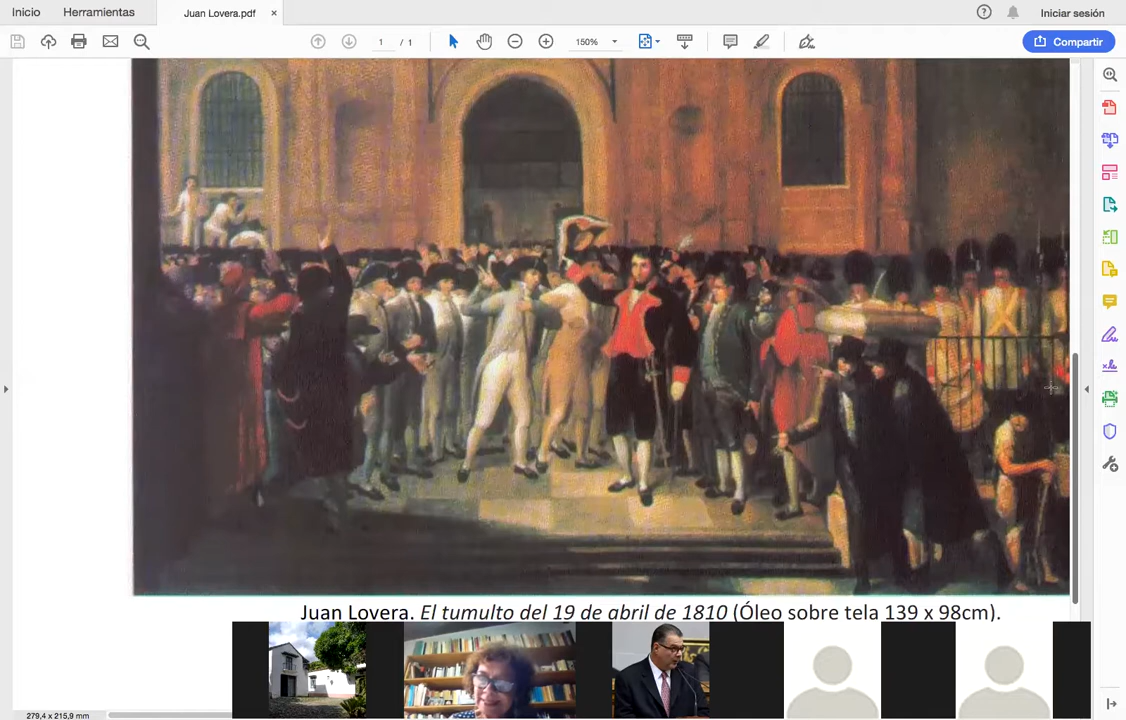 Inicio Herramientas Juan Lovera.pdf × Iniciar sesión
1 / 1 150% Compartir
Juan Lovera. El tumulto del 19 de abril de 1810 (Óleo sobre tela 139 x 98cm).
279,4 x 215,9 mm